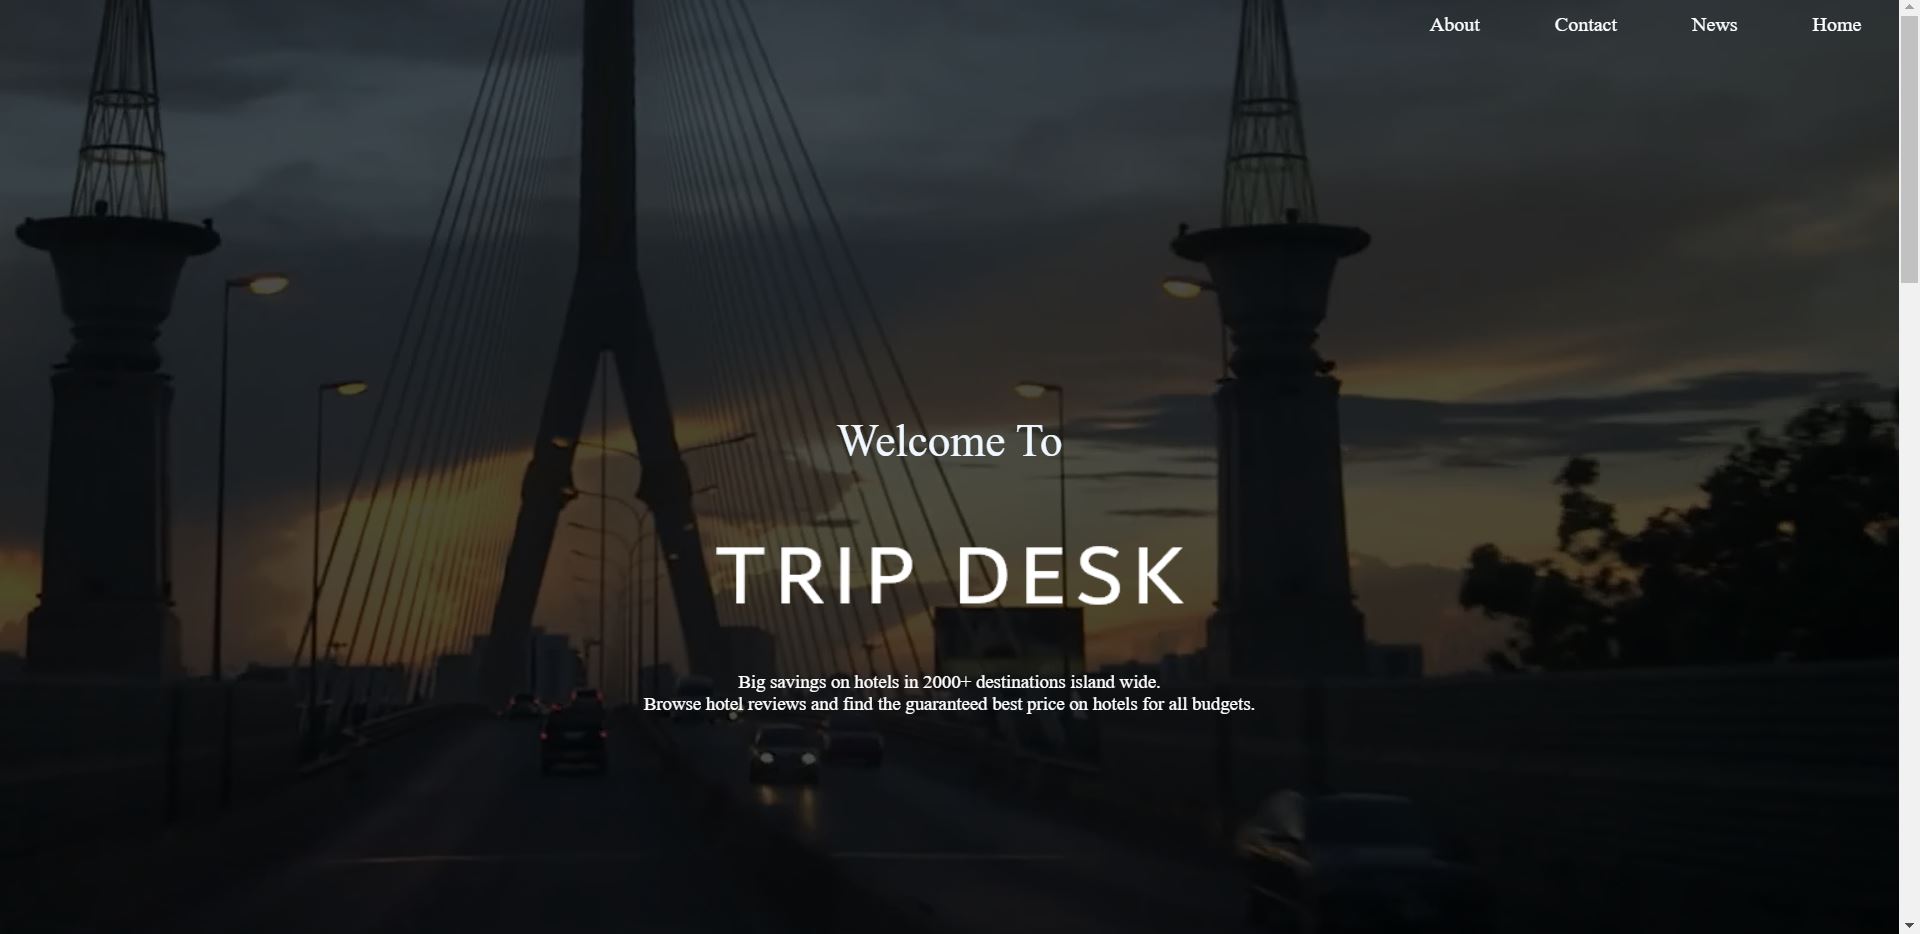 About Contact News Home
Welcome To
TRIP DESK
Big savings on hotels in 2000+ destinations island wide.
Browse hotel reviews and find the guaranteed best price on hotels for all budgets.